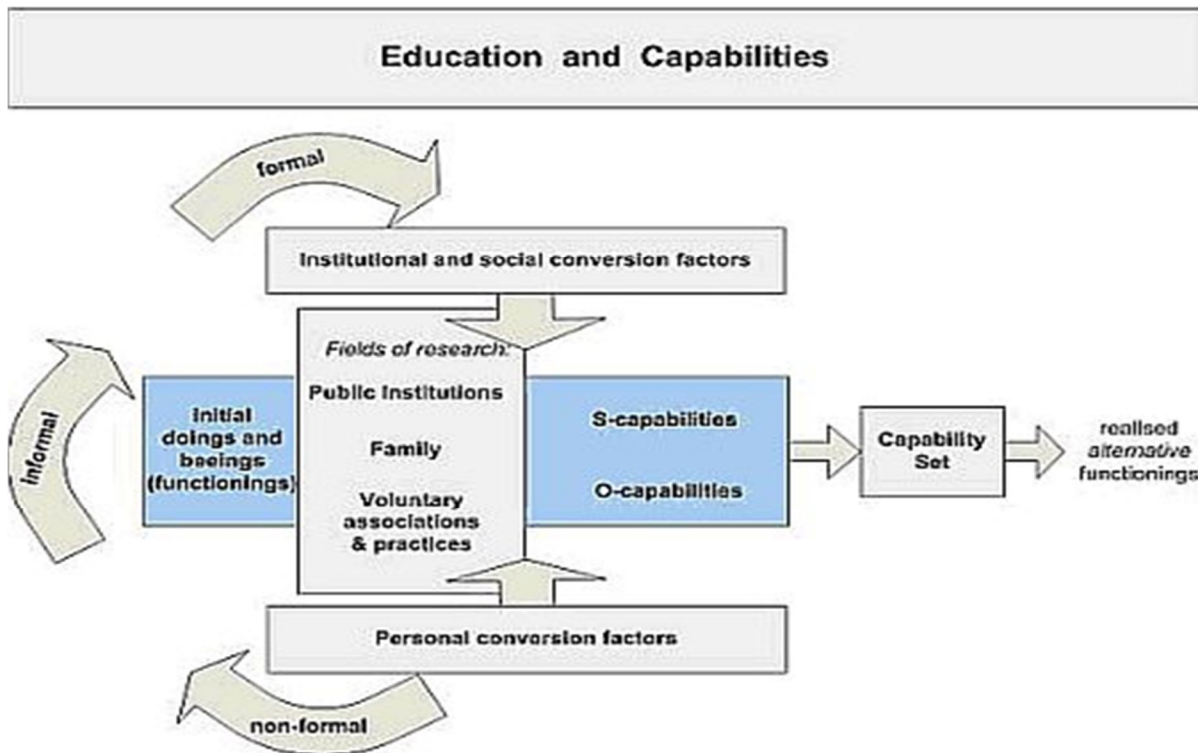 Education and Capabilities
formal
Institutional and social conversion factors
Informal
Initial
doings and
beeings
(functionings)
Fields of research:
Public Institutions
Family
Voluntary
associations
& practices
S-capabilities
O-capabilities
Capability
Set
realised
alternative
functionings
Personal conversion factors
non-formal